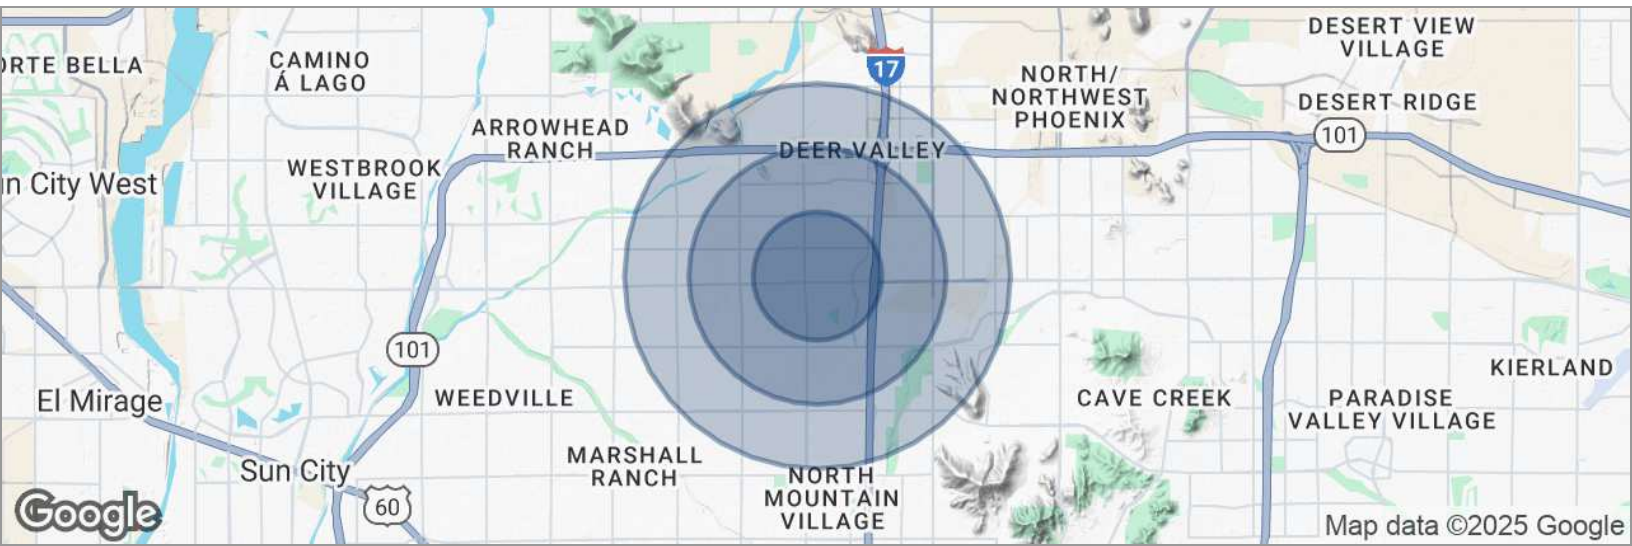 DESERT VIEW
VILLAGE
ORTE BELLA
CAMINO
Á LAGO
17
NORTH/
NORTHWEST
PHOENIX
DESERT RIDGE
101
ARROWHEAD
RANCH
DEER VALLEY
WESTBROOK
VILLAGE
n City West
101
KIERLAND
El Mirage
WEEDVILLE
CAVE CREEK
PARADISE
VALLEY VILLAGE
Sun City
MARSHALL
RANCH
NORTH
MOUNTAIN
VILLAGE
60
Google
Map data ©2025 Google